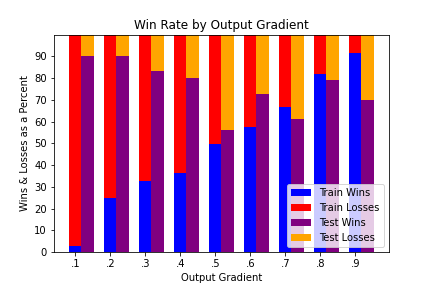 Win Rate by Output Gradient
Wins & Losses as a Percent
90
80
70
60
50
40
30
20
10
0
.1 .2 .3 .4 .5 .6 .7 .8 .9
Output Gradient
Train Wins
Train Losses
Test Wins
Test Losses